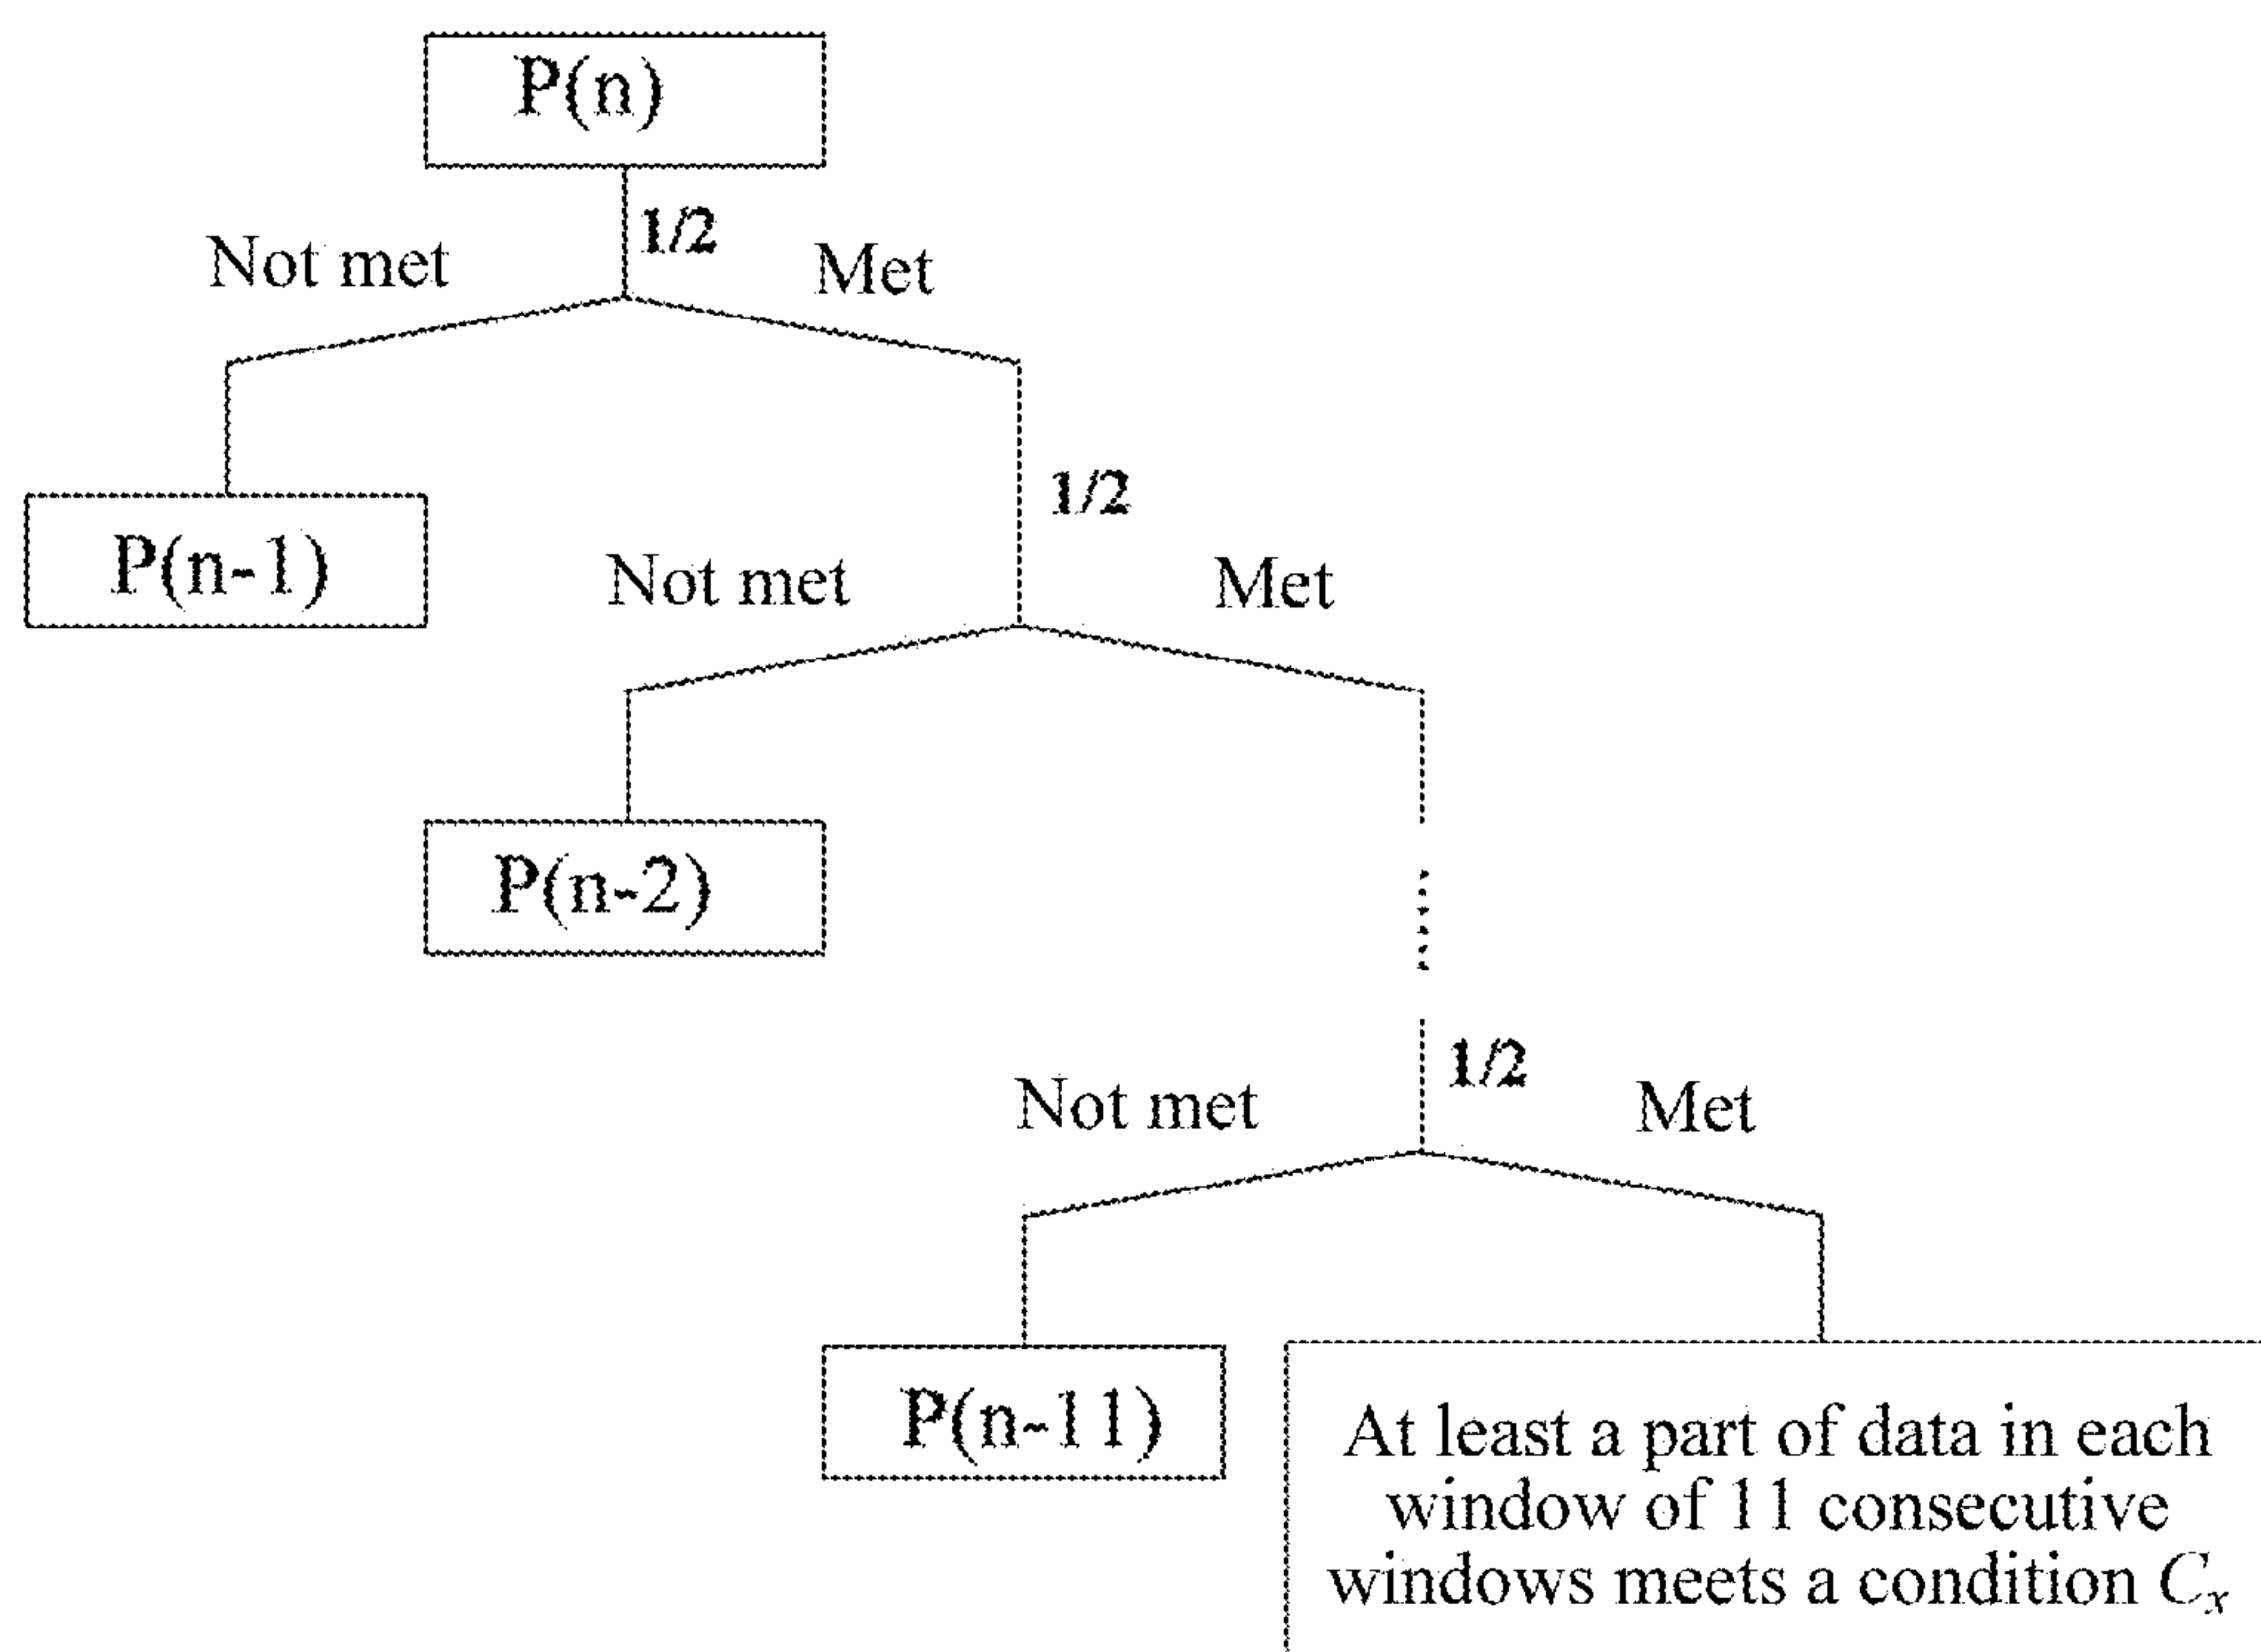 P(n)
1/2
Not met
Met
1/2
P(n-1)
Not met
Met
P(n-2)
1/2
Not met
Met
P(n-11)
At least a part of data in each
window of 11 consecutive
windows meets a condition Cₓ